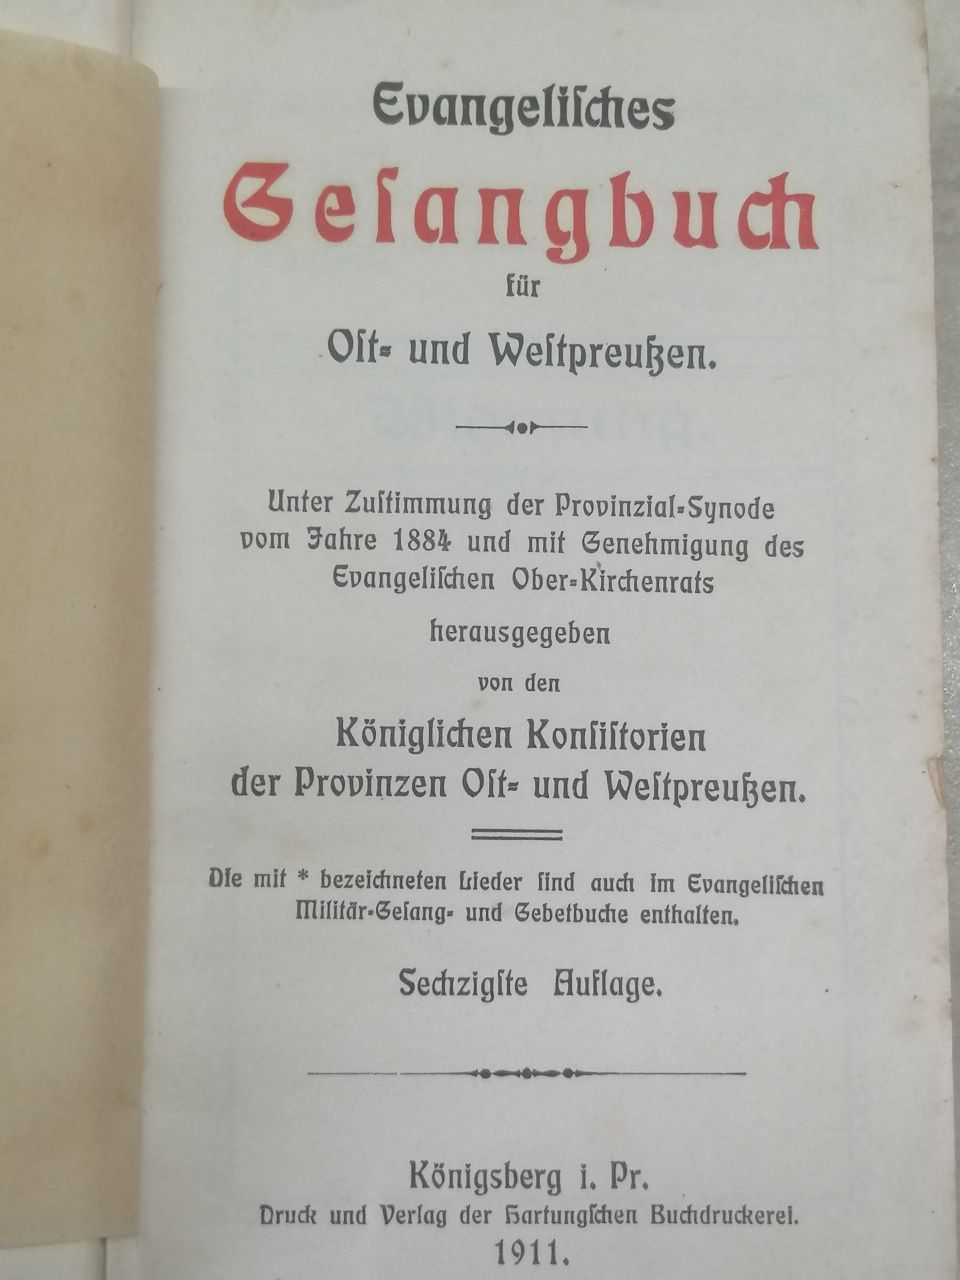 Evangeliſches
Geſangbuch
für
Oſt- und Weſtpreußen.
Unter Zuſtimmung der Provinzial-Synode
vom Jahre 1884 und mit Genehmigung des
Evangeliſchen Ober-Kirchenrats
herausgegeben
von den
Königlichen Konſiſtorien
der Provinzen Oſt- und Weſtpreußen.
Die mit * bezeichneten Lieder ſind auch im Evangeliſchen
Militär-Geſang- und Gebetbuche enthalten.
Sechzigſte Auflage.
Königsberg i. Pr.
Druck und Verlag der Hartungſchen Buchdruckerei.
1911.